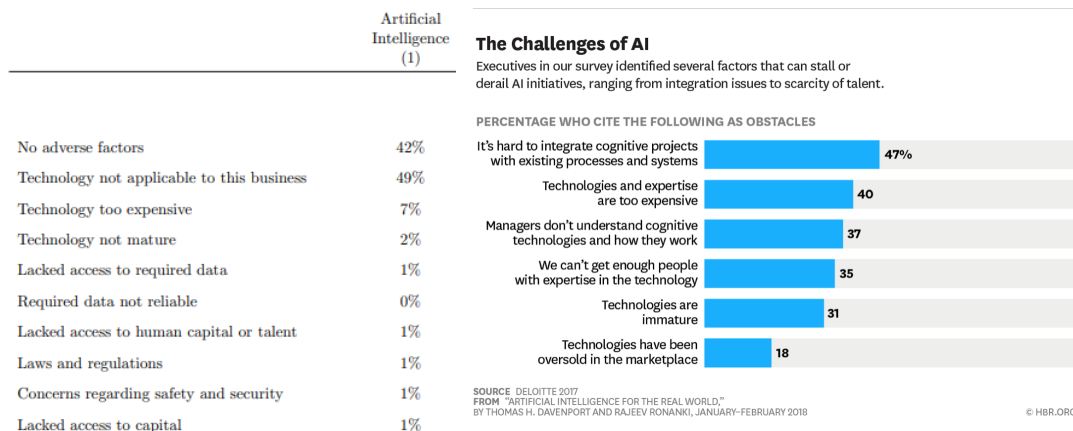 Artificial
Intelligence
(1)
No adverse factors 42%
Technology not applicable to this business 49%
Technology too expensive 7%
Technology not mature 2%
Lacked access to required data 1%
Required data not reliable 0%
Lacked access to human capital or talent 1%
Laws and regulations 1%
Concerns regarding safety and security 1%
Lacked access to capital 1%
The Challenges of AI
Executives in our survey identified several factors that can stall or
derail AI initiatives, ranging from integration issues to scarcity of talent.
PERCENTAGE WHO CITE THE FOLLOWING AS OBSTACLES
It's hard to integrate cognitive projects
with existing processes and systems
47%
Technologies and expertise
are too expensive
40
Managers don't understand cognitive
technologies and how they work
37
We can't get enough people
with expertise in the technology
35
Technologies are
immature
31
Technologies have been
oversold in the marketplace
18
SOURCE DELOITTE 2017
FROM "ARTIFICIAL INTELLIGENCE FOR THE REAL WORLD,"
BY THOMAS H. DAVENPORT AND RAJEEV RONANKI, JANUARY–FEBRUARY 2018
© HBR.ORG